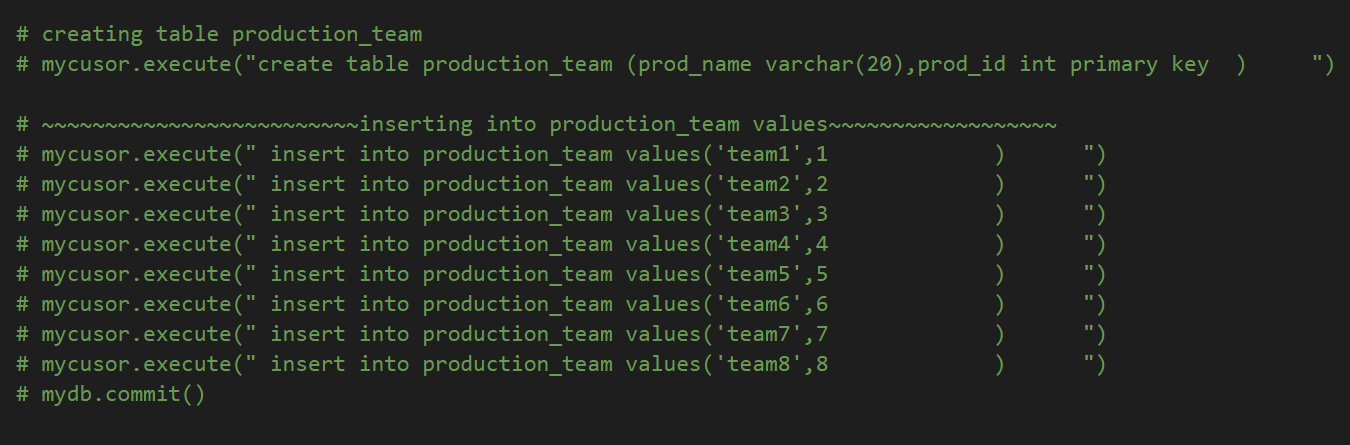 # creating table production_team
# mycusor.execute("create table production_team (prod_name varchar(20),prod_id int primary key  )     ")
# ~~~~~~~~~~~~~~~~~~~~~~~~~inserting into production_team values~~~~~~~~~~~~~~~~~~
# mycusor.execute(" insert into production_team values('team1',1             )      ")
# mycusor.execute(" insert into production_team values('team2',2             )      ")
# mycusor.execute(" insert into production_team values('team3',3             )      ")
# mycusor.execute(" insert into production_team values('team4',4             )      ")
# mycusor.execute(" insert into production_team values('team5',5             )      ")
# mycusor.execute(" insert into production_team values('team6',6             )      ")
# mycusor.execute(" insert into production_team values('team7',7             )      ")
# mycusor.execute(" insert into production_team values('team8',8             )      ")
# mydb.commit()